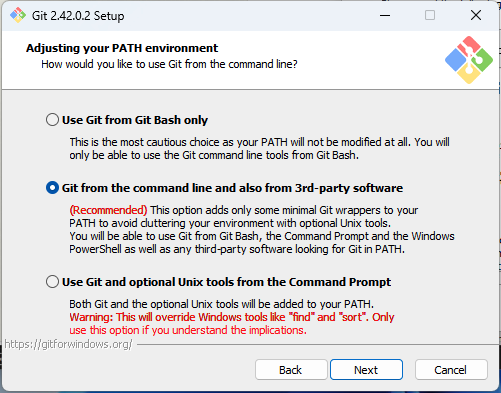 Git 2.42.0.2 Setup
Adjusting your PATH environment
How would you like to use Git from the command line?
Use Git from Git Bash only
This is the most cautious choice as your PATH will not be modified at all. You will
only be able to use the Git command line tools from Git Bash.
Git from the command line and also from 3rd-party software
(Recommended) This option adds only some minimal Git wrappers to your
PATH to avoid cluttering your environment with optional Unix tools.
You will be able to use Git from Git Bash, the Command Prompt and the Windows
PowerShell as well as any third-party software looking for Git in PATH.
Use Git and optional Unix tools from the Command Prompt
Both Git and the optional Unix tools will be added to your PATH.
Warning: This will override Windows tools like "find" and "sort". Only
use this option if you understand the implications.
https://gitforwindows.org/
Back
Next
Cancel